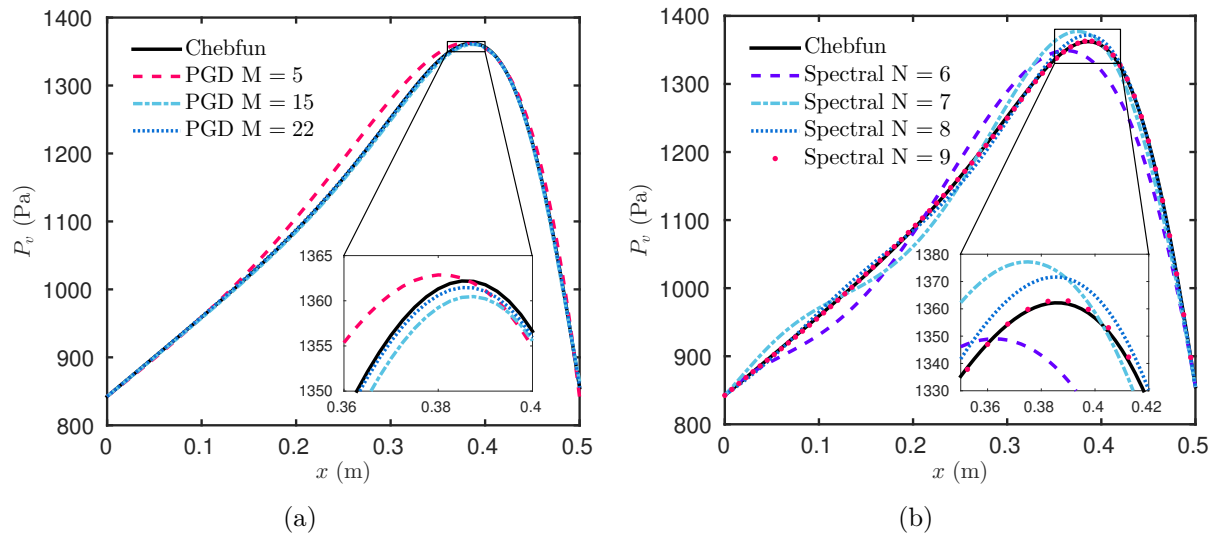 1400
1300
1200
1100
1000
900
800
P_v (Pa)
Chebfun
PGD M = 5
PGD M = 15
PGD M = 22
1365
1360
1355
1350
0.36
0.38
0.4
0
0.1
0.2
0.3
0.4
0.5
x (m)
(a)
1400
1300
1200
1100
1000
900
800
P_v (Pa)
Chebfun
Spectral N = 6
Spectral N = 7
Spectral N = 8
Spectral N = 9
1380
1370
1360
1350
1340
1330
0.36
0.38
0.4
0.42
0
0.1
0.2
0.3
0.4
0.5
x (m)
(b)